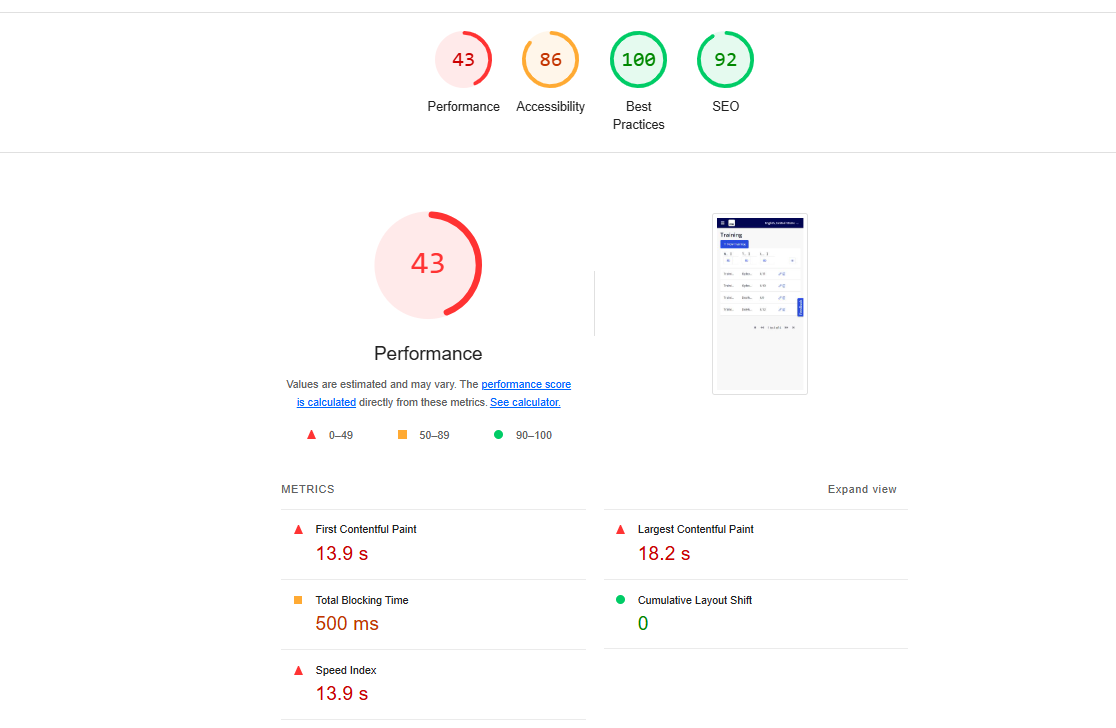 43
86
100
92
Performance
Accessibility
Best
Practices
SEO
43
Performance
Values are estimated and may vary. The performance score
is calculated directly from these metrics. See calculator.
0–49
50–89
90–100
Training
METRICS
Expand view
First Contentful Paint
13.9 s
Largest Contentful Paint
18.2 s
Total Blocking Time
500 ms
Cumulative Layout Shift
0
Speed Index
13.9 s